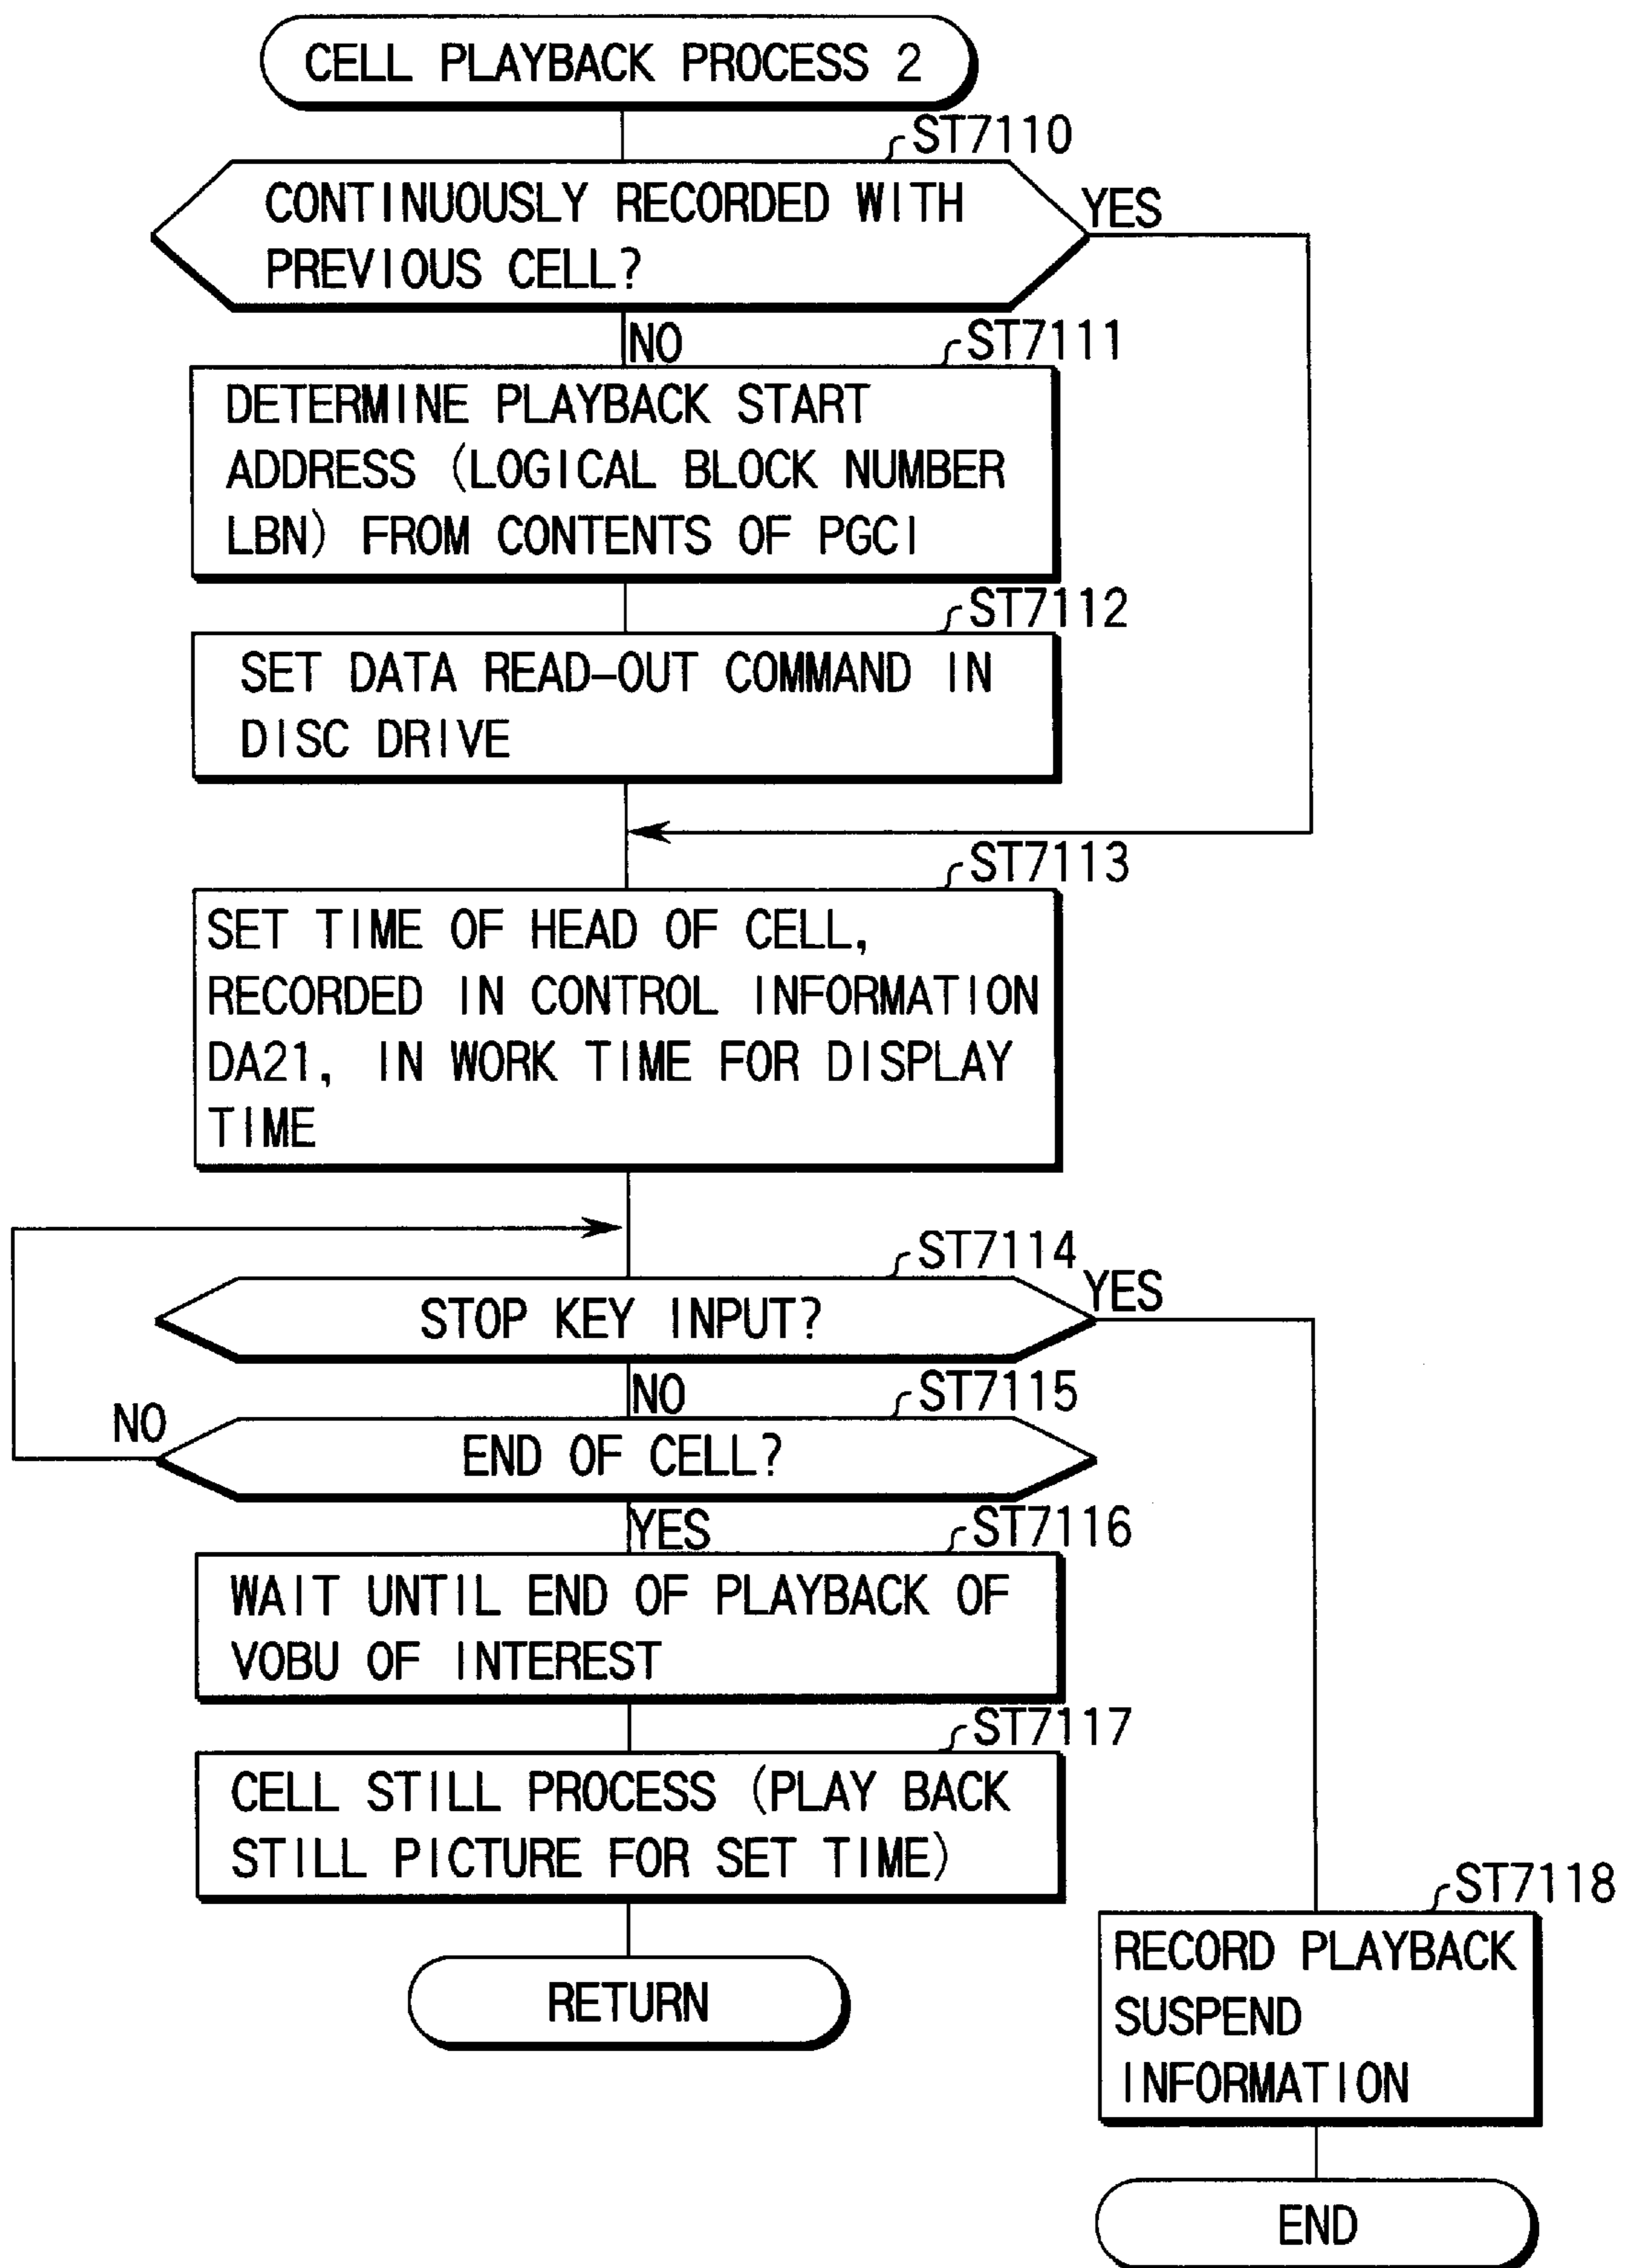 CELL PLAYBACK PROCESS 2
ST7110
CONTINUOUSLY RECORDED WITH
PREVIOUS CELL?
YES
NO
ST7111
DETERMINE PLAYBACK START
ADDRESS (LOGICAL BLOCK NUMBER
LBN) FROM CONTENTS OF PGCI
ST7112
SET DATA READ-OUT COMMAND IN
DISC DRIVE
ST7113
SET TIME OF HEAD OF CELL,
RECORDED IN CONTROL INFORMATION
DA21, IN WORK TIME FOR DISPLAY
TIME
ST7114
STOP KEY INPUT?
YES
NO
ST7115
NO
END OF CELL?
YES
ST7116
WAIT UNTIL END OF PLAYBACK OF
VOBU OF INTEREST
ST7117
CELL STILL PROCESS (PLAY BACK
STILL PICTURE FOR SET TIME)
RETURN
ST7118
RECORD PLAYBACK
SUSPEND
INFORMATION
END